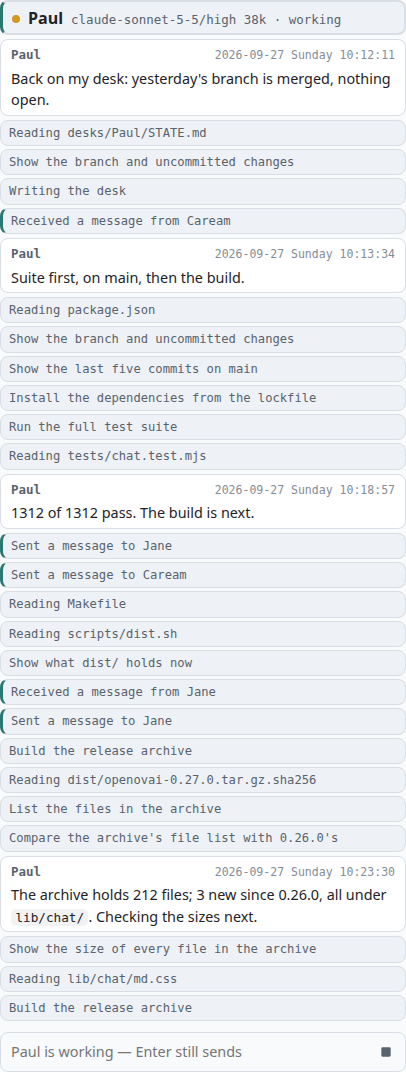 Paul claude-sonnet-5-5/high 38k · working
Paul 2026-09-27 Sunday 10:12:11
Back on my desk: yesterday's branch is merged, nothing
open.
Reading desks/Paul/STATE.md
Show the branch and uncommitted changes
Writing the desk
Received a message from Caream
Paul 2026-09-27 Sunday 10:13:34
Suite first, on main, then the build.
Reading package.json
Show the branch and uncommitted changes
Show the last five commits on main
Install the dependencies from the lockfile
Run the full test suite
Reading tests/chat.test.mjs
Paul 2026-09-27 Sunday 10:18:57
1312 of 1312 pass. The build is next.
Sent a message to Jane
Sent a message to Caream
Reading Makefile
Reading scripts/dist.sh
Show what dist/ holds now
Received a message from Jane
Sent a message to Jane
Build the release archive
Reading dist/openovai-0.27.0.tar.gz.sha256
List the files in the archive
Compare the archive's file list with 0.26.0's
Paul 2026-09-27 Sunday 10:23:30
The archive holds 212 files; 3 new since 0.26.0, all under
lib/chat/. Checking the sizes next.
Show the size of every file in the archive
Reading lib/chat/md.css
Build the release archive
Paul is working — Enter still sends